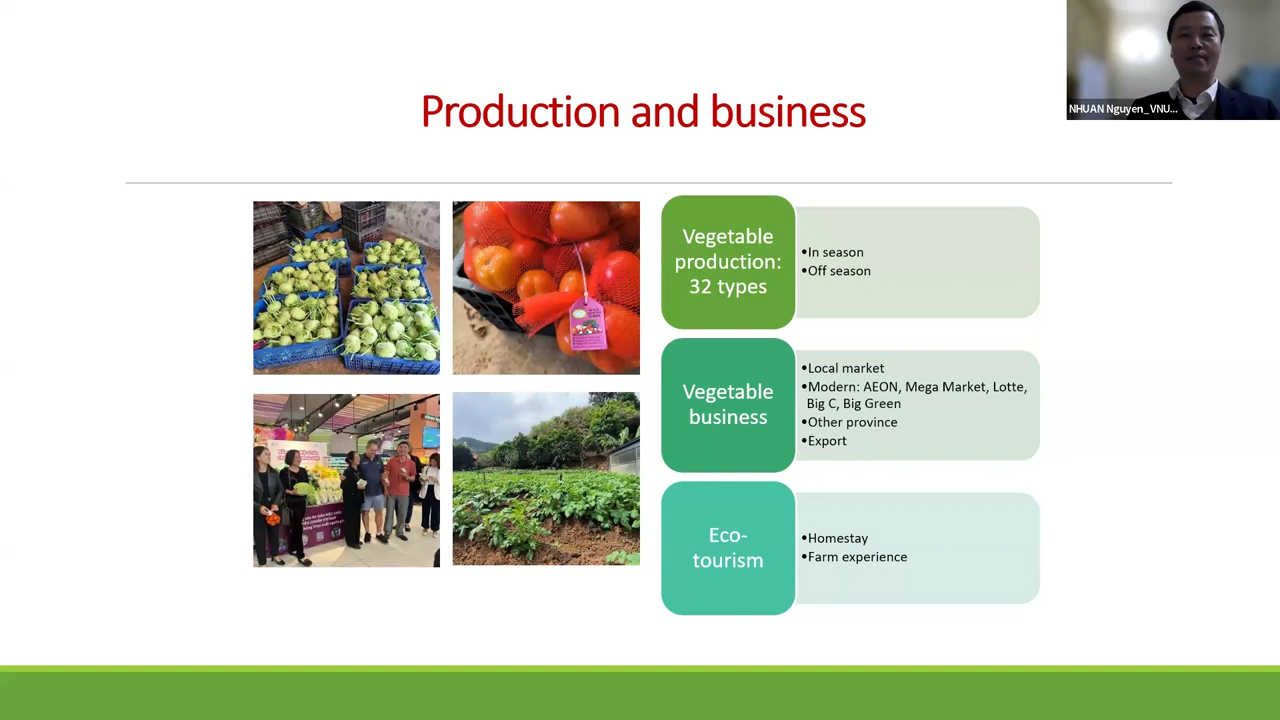 NHUAN Nguyen_VNU...
Production and business
Vegetable
production:
32 types
•In season
•Off season
Vegetable
business
•Local market
•Modern: AEON, Mega Market, Lotte,
Big C, Big Green
•Other province
•Export
Eco-
tourism
•Homestay
•Farm experience